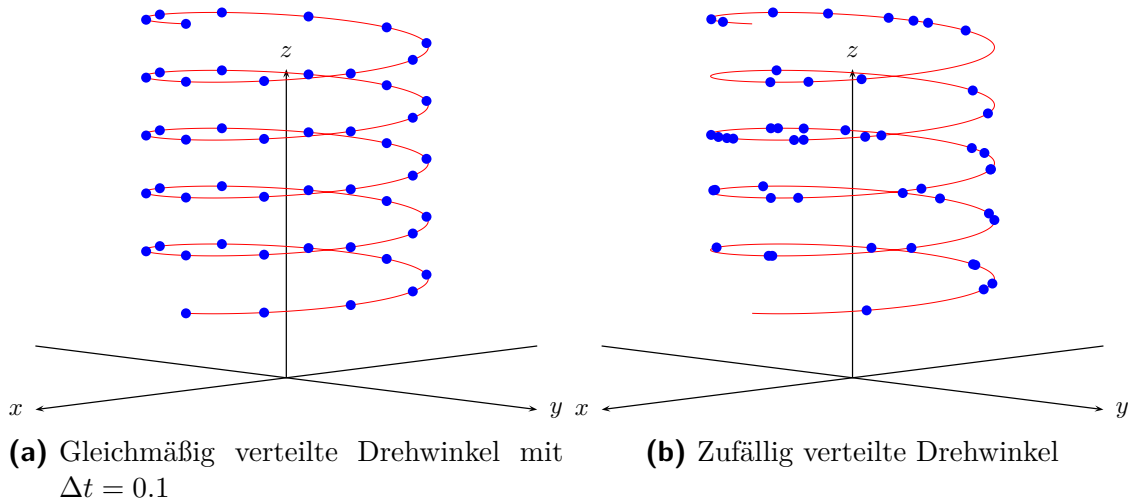 z
z
x
y
x
y
(a) Gleichmäßig verteilte Drehwinkel mit
Δt = 0.1
(b) Zufällig verteilte Drehwinkel